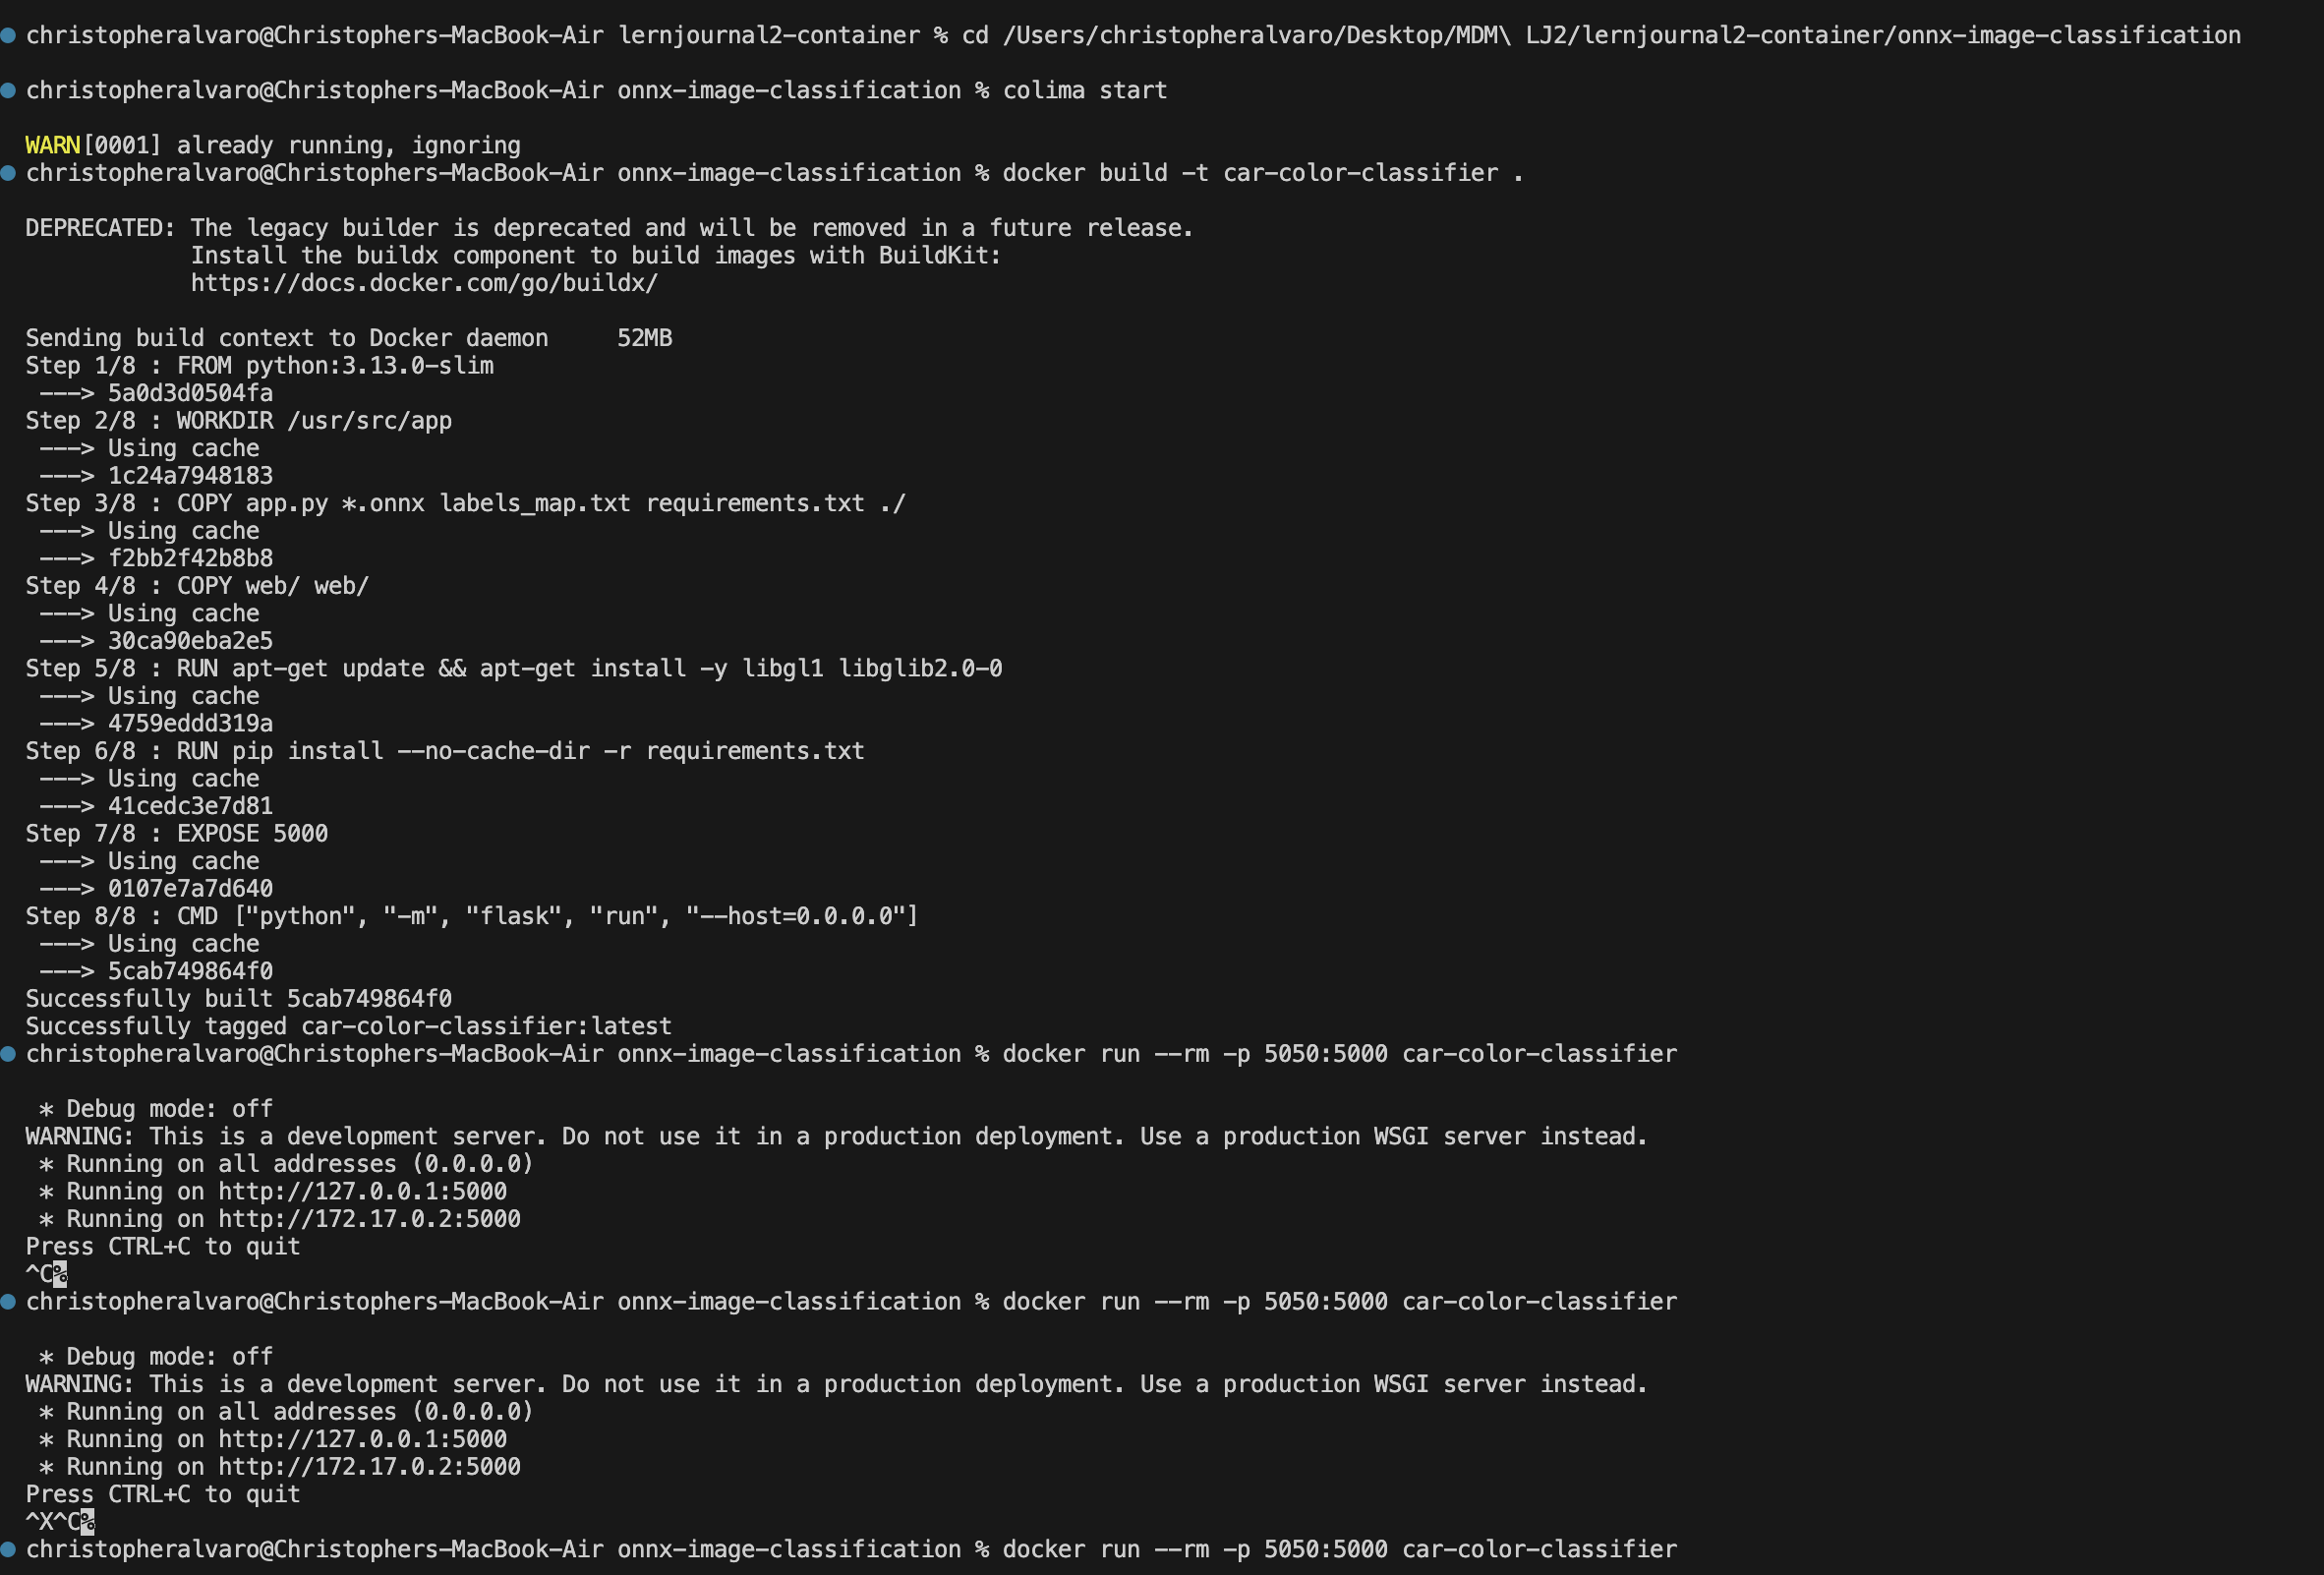 christopheralvaro@Christophers-MacBook-Air lernjournal2-container % cd /Users/christopheralvaro/Desktop/MDM\ LJ2/lernjournal2-container/onnx-image-classification
christopheralvaro@Christophers-MacBook-Air onnx-image-classification % colima start
WARN[0001] already running, ignoring
christopheralvaro@Christophers-MacBook-Air onnx-image-classification % docker build -t car-color-classifier .
DEPRECATED: The legacy builder is deprecated and will be removed in a future release.
Install the buildx component to build images with BuildKit:
https://docs.docker.com/go/buildx/
Sending build context to Docker daemon     52MB
Step 1/8 : FROM python:3.13.0-slim
---> 5a0d3d0504fa
Step 2/8 : WORKDIR /usr/src/app
---> Using cache
---> 1c24a7948183
Step 3/8 : COPY app.py *.onnx labels_map.txt requirements.txt ./
---> Using cache
---> f2bb2f42b8b8
Step 4/8 : COPY web/ web/
---> Using cache
---> 30ca90eba2e5
Step 5/8 : RUN apt-get update && apt-get install -y libgl1 libglib2.0-0
---> Using cache
---> 4759eddd319a
Step 6/8 : RUN pip install --no-cache-dir -r requirements.txt
---> Using cache
---> 41cedc3e7d81
Step 7/8 : EXPOSE 5000
---> Using cache
---> 0107e7a7d640
Step 8/8 : CMD ["python", "-m", "flask", "run", "--host=0.0.0.0"]
---> Using cache
---> 5cab749864f0
Successfully built 5cab749864f0
Successfully tagged car-color-classifier:latest
christopheralvaro@Christophers-MacBook-Air onnx-image-classification % docker run --rm -p 5050:5000 car-color-classifier
* Debug mode: off
WARNING: This is a development server. Do not use it in a production deployment. Use a production WSGI server instead.
* Running on all addresses (0.0.0.0)
* Running on http://127.0.0.1:5000
* Running on http://172.17.0.2:5000
Press CTRL+C to quit
^C%
christopheralvaro@Christophers-MacBook-Air onnx-image-classification % docker run --rm -p 5050:5000 car-color-classifier
* Debug mode: off
WARNING: This is a development server. Do not use it in a production deployment. Use a production WSGI server instead.
* Running on all addresses (0.0.0.0)
* Running on http://127.0.0.1:5000
* Running on http://172.17.0.2:5000
Press CTRL+C to quit
^X^C%
christopheralvaro@Christophers-MacBook-Air onnx-image-classification % docker run --rm -p 5050:5000 car-color-classifier